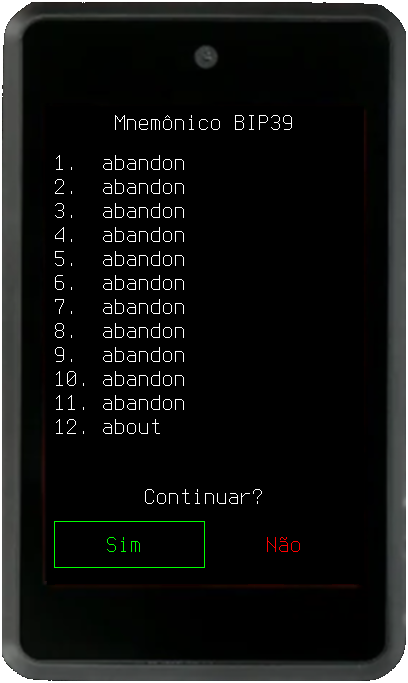 Mnemônico BIP39
1. abandon
2. abandon
3. abandon
4. abandon
5. abandon
6. abandon
7. abandon
8. abandon
9. abandon
10. abandon
11. abandon
12. about
Continuar?
Sim Não